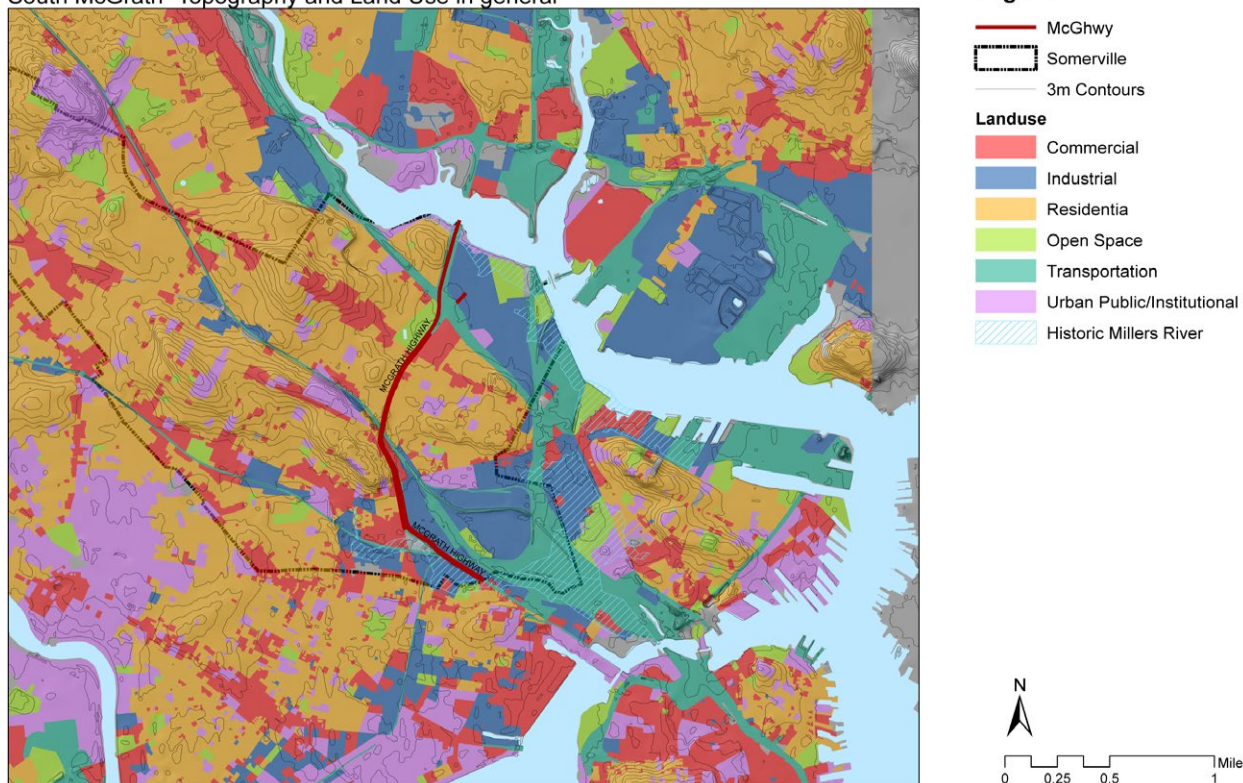 South McGrath- Topography and Land Use in general
McGhwy
Somerville
3m Contours
Landuse
Commercial
Industrial
Residentia
Open Space
Transportation
Urban Public/Institutional
Historic Millers River
MCGRATH HIGHWAY
MCGRATH HIGHWAY
N
Mile
0 0.25 0.5 1